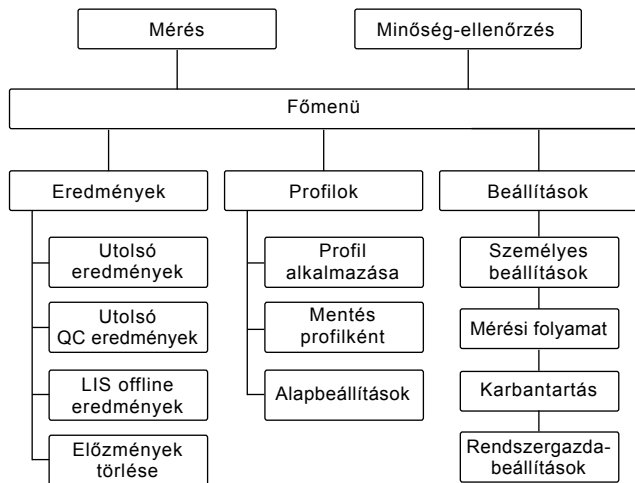 Mérés
Minőség-ellenőrzés
Főmenü
Eredmények
Profilok
Beállítások
Utolsó
eredmények
Profil
alkalmazása
Személyes
beállítások
Utolsó
QC eredmények
Mentés
profilként
Mérési folyamat
LIS offline
eredmények
Alapbeállítások
Karbantartás
Előzmények
törlése
Rendszergazda-
beállítások